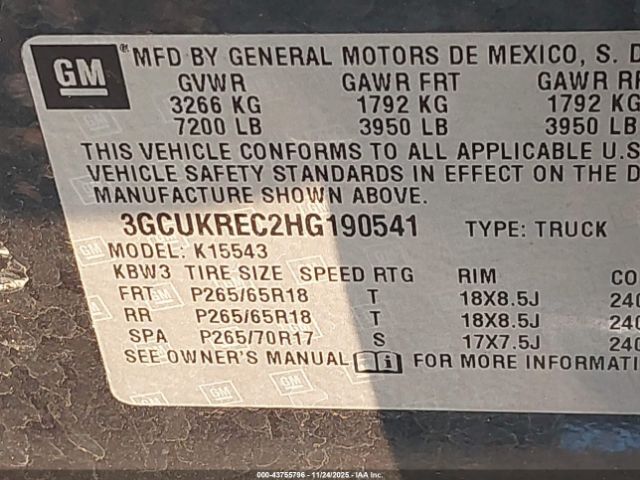 GM ® MFD BY GENERAL MOTORS DE MEXICO, S. D
GVWR GAWR FRT GAWR RR
3266 KG 1792 KG 1792 KG
7200 LB 3950 LB 3950 LB
THIS VEHICLE CONFORMS TO ALL APPLICABLE U.S
VEHICLE SAFETY STANDARDS IN EFFECT ON THE D
MANUFACTURE SHOWN ABOVE.
3GCUKREC2HG190541 TYPE: TRUCK
MODEL: K15543
KBW3 TIRE SIZE SPEED RTG RIM CO
FRT P265/65R18 T 18X8.5J 240
RR P265/65R18 T 18X8.5J 240
SPA P265/70R17 S 17X7.5J 240
SEE OWNER'S MANUAL i FOR MORE INFORMAT
© IAA-43755796 - 11/24/2025 - IAAI.COM